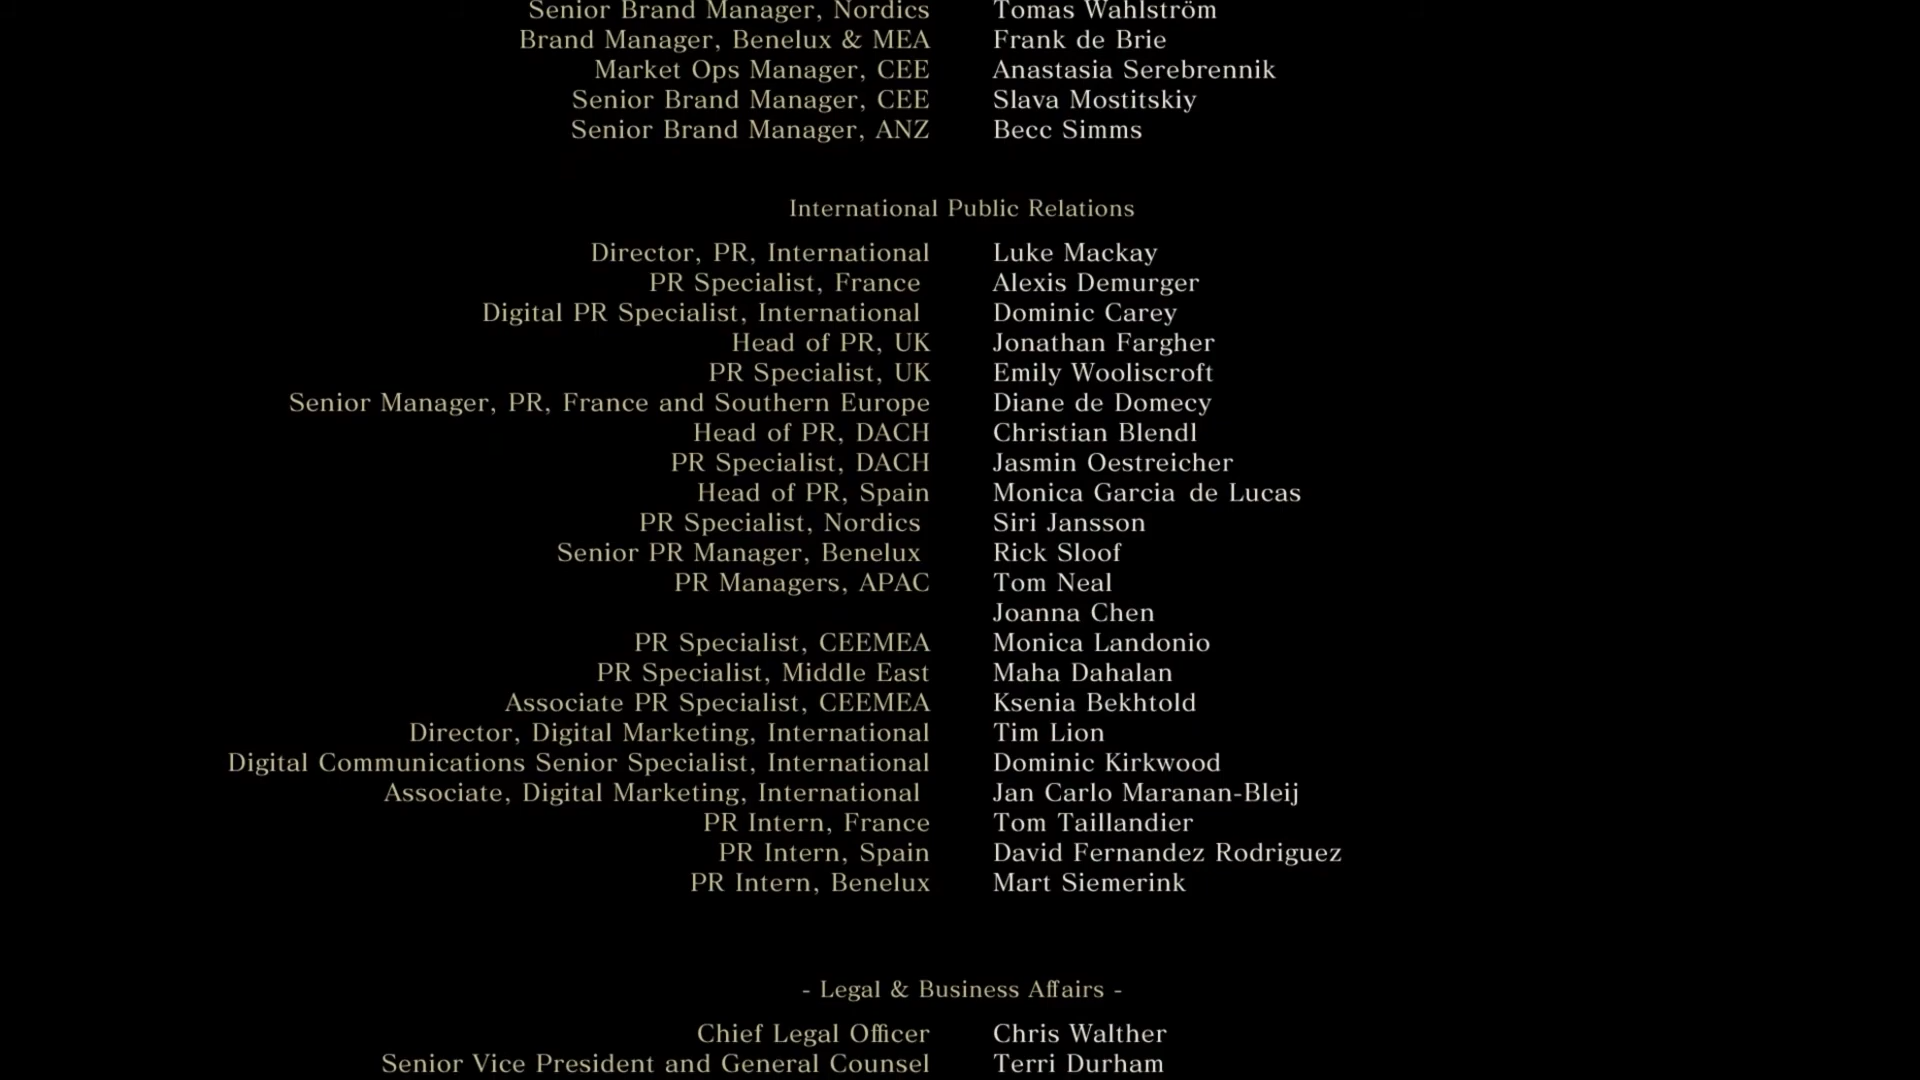 Senior Brand Manager, Nordics Tomas Wahlström
Brand Manager, Benelux & MEA Frank de Brie
Market Ops Manager, CEE Anastasia Serebrennik
Senior Brand Manager, CEE Slava Mostitskiy
Senior Brand Manager, ANZ Becc Simms
International Public Relations
Director, PR, International Luke Mackay
PR Specialist, France Alexis Demurger
Digital PR Specialist, International Dominic Carey
Head of PR, UK Jonathan Fargher
PR Specialist, UK Emily Wooliscroft
Senior Manager, PR, France and Southern Europe Diane de Domecy
Head of PR, DACH Christian Blendl
PR Specialist, DACH Jasmin Oestreicher
Head of PR, Spain Monica Garcia de Lucas
PR Specialist, Nordics Siri Jansson
Senior PR Manager, Benelux Rick Sloof
PR Managers, APAC Tom Neal
Joanna Chen
PR Specialist, CEEMEA Monica Landonio
PR Specialist, Middle East Maha Dahalan
Associate PR Specialist, CEEMEA Ksenia Bekhtold
Director, Digital Marketing, International Tim Lion
Digital Communications Senior Specialist, International Dominic Kirkwood
Associate, Digital Marketing, International Jan Carlo Maranan-Bleij
PR Intern, France Tom Taillandier
PR Intern, Spain David Fernandez Rodriguez
PR Intern, Benelux Mart Siemerink
- Legal & Business Affairs -
Chief Legal Officer Chris Walther
Senior Vice President and General Counsel Terri Durham